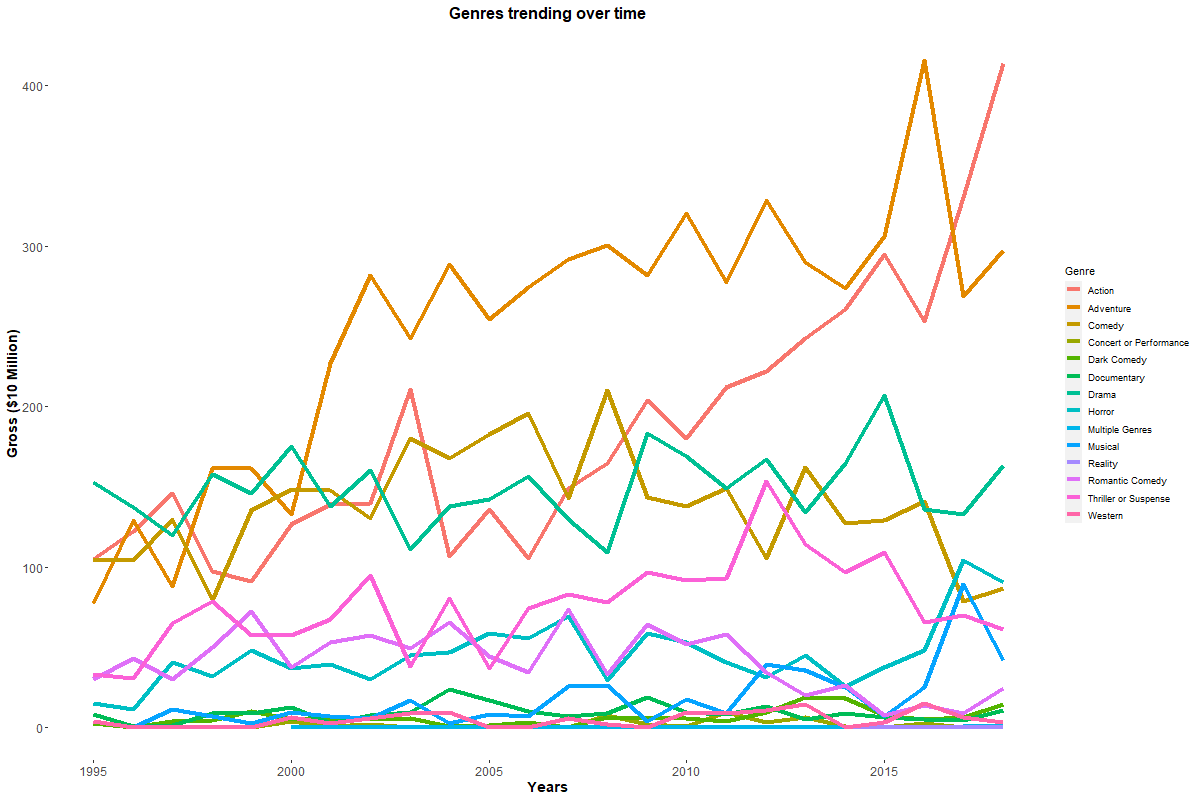 Genres trending over time
Gross ($10 Million)
400
300
200
100
0
1995
2000
2005
2010
2015
Years
Genre
Action
Adventure
Comedy
Concert or Performance
Dark Comedy
Documentary
Drama
Horror
Multiple Genres
Musical
Reality
Romantic Comedy
Thriller or Suspense
Western